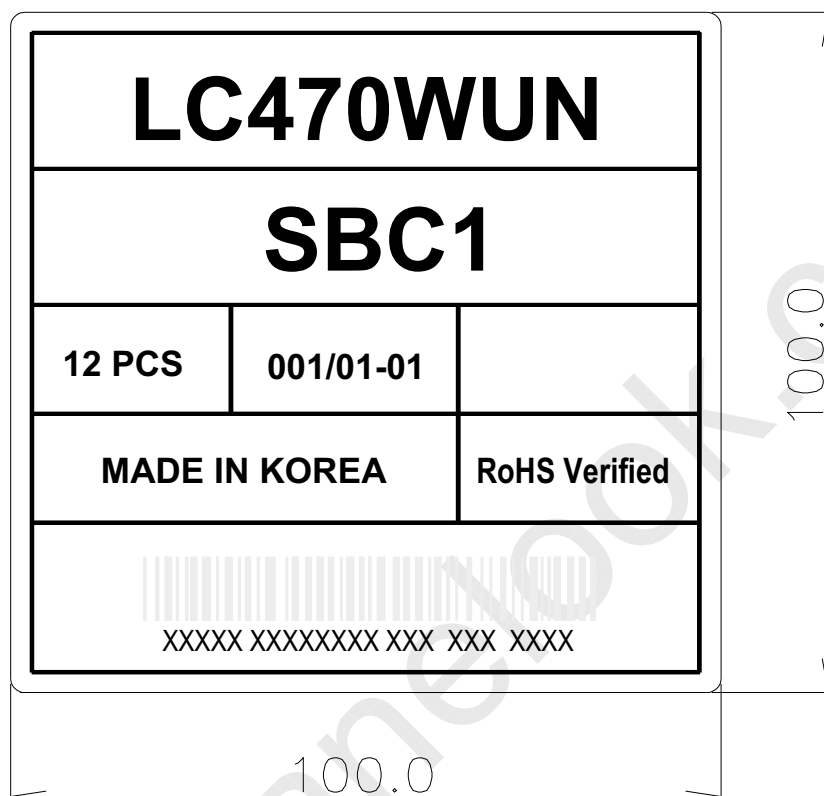 LC470WUN
SBC1
12 PCS 001/01-01
MADE IN KOREA RoHS Verified
XXXXX XXXXXXXX XXX XXX XXXX
100.0
100.0
nelook.